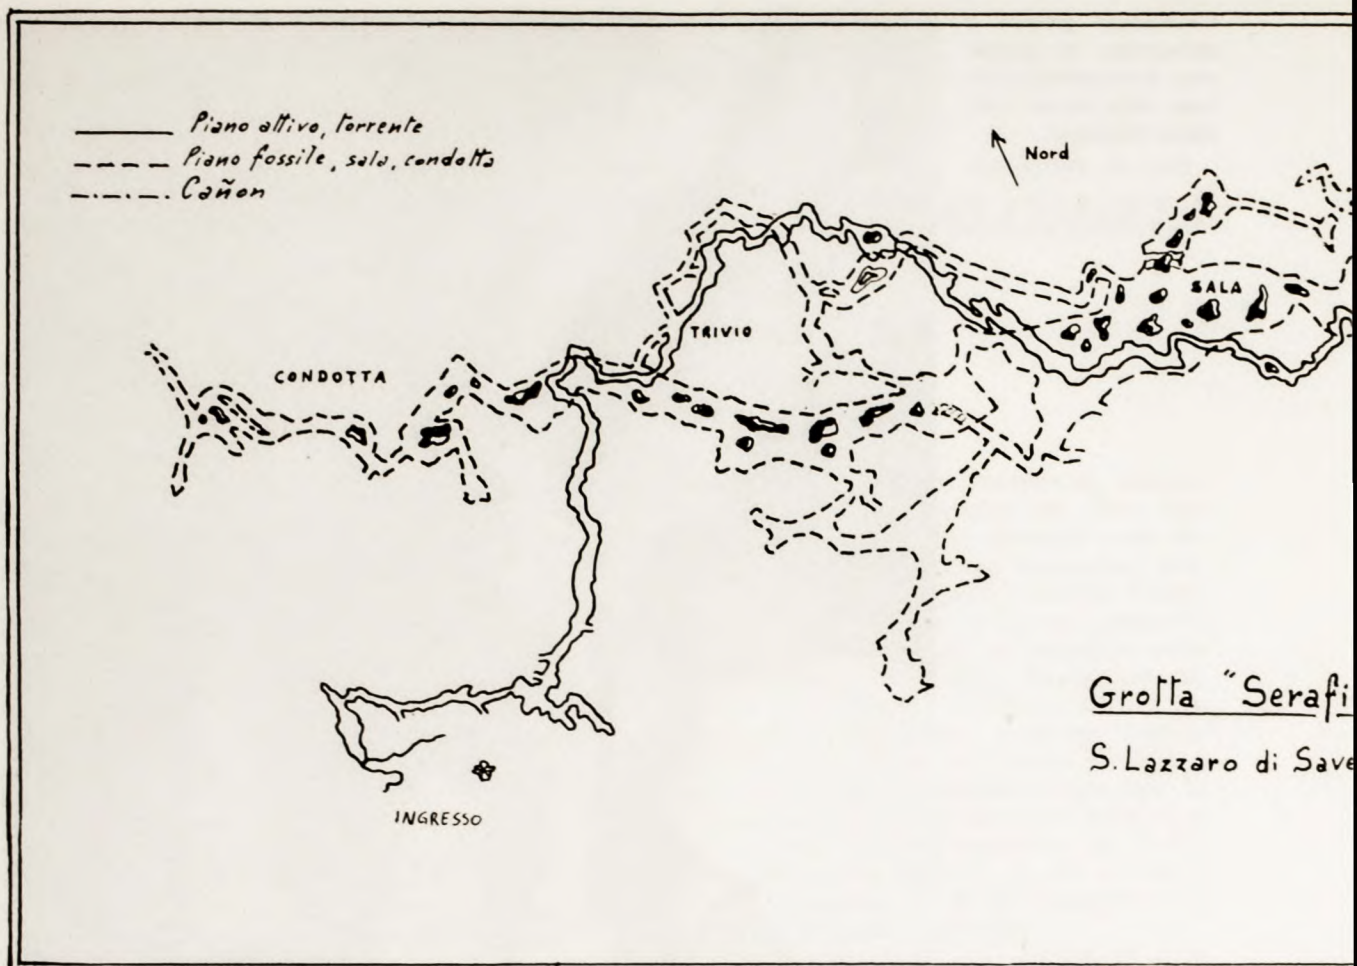 Piano attivo, torrente
Piano fossile, sala, condotta
Cañon
Nord
SALA
TRIVIO
CONDOTTA
Grotta "Serafi
S. Lazzaro di Save
INGRESSO